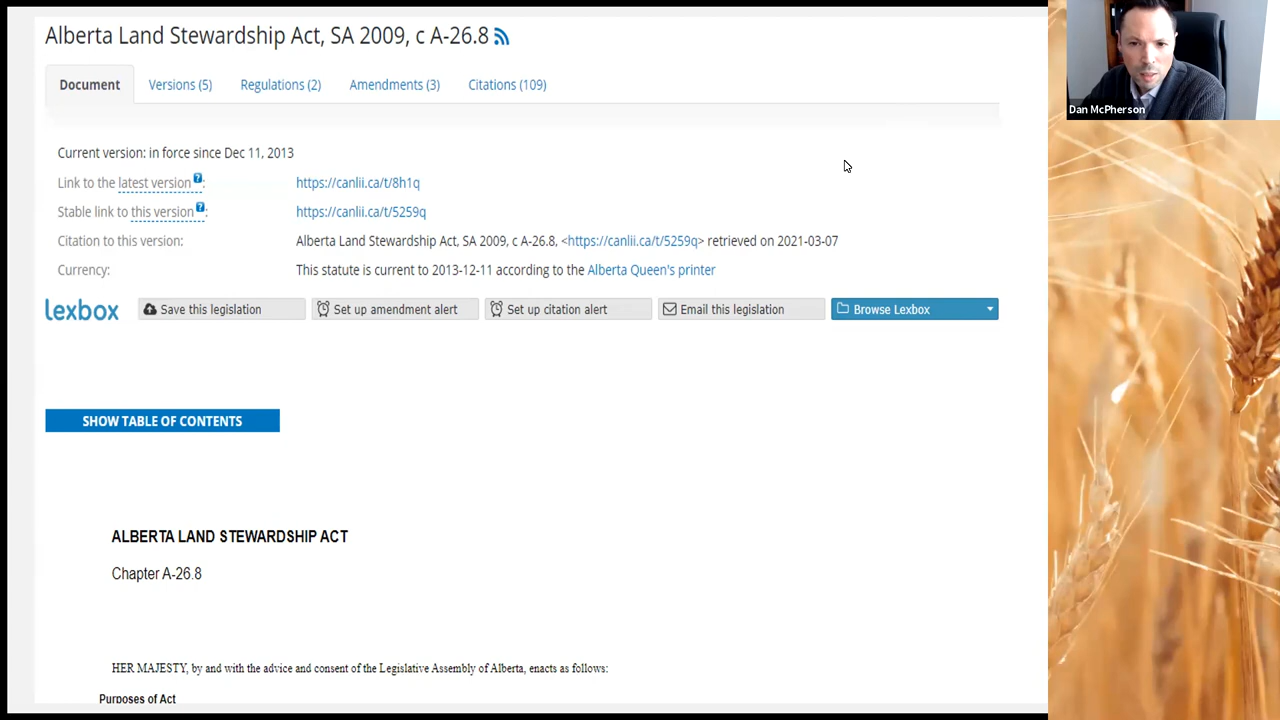 Alberta Land Stewardship Act, SA 2009, c A-26.8
Document Versions (5) Regulations (2) Amendments (3) Citations (109)
Current version: in force since Dec 11, 2013
Link to the latest version ? : https://canlii.ca/t/8h1q
Stable link to this version ? : https://canlii.ca/t/5259q
Citation to this version: Alberta Land Stewardship Act, SA 2009, c A-26.8, <https://canlii.ca/t/5259q> retrieved on 2021-03-07
Currency: This statute is current to 2013-12-11 according to the Alberta Queen's printer
lexbox Save this legislation Set up amendment alert Set up citation alert Email this legislation Browse Lexbox
SHOW TABLE OF CONTENTS
ALBERTA LAND STEWARDSHIP ACT
Chapter A-26.8
HER MAJESTY, by and with the advice and consent of the Legislative Assembly of Alberta, enacts as follows:
Purposes of Act
Dan McPherson